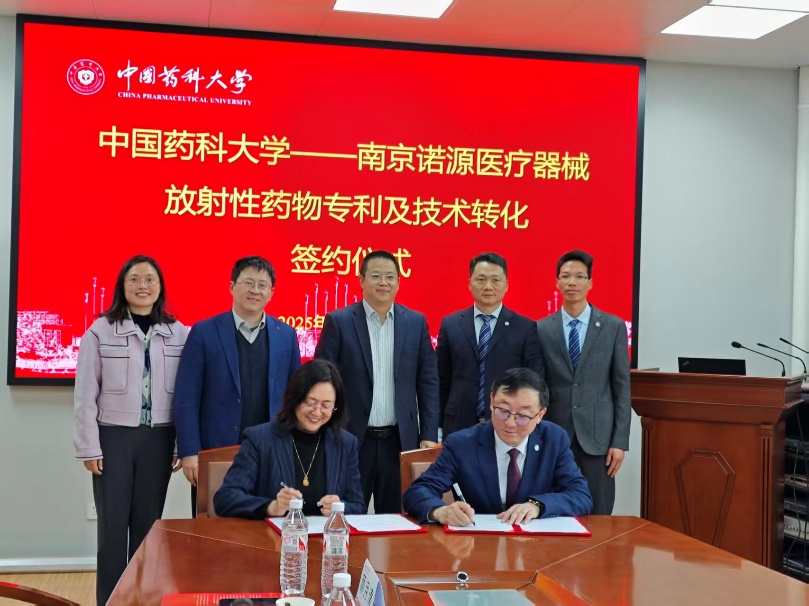 中国药科大学
CHINA PHARMACEUTICAL UNIVERSITY
中国药科大学——南京诺源医疗器械
放射性药物专利及技术转化
签约仪式
2025年